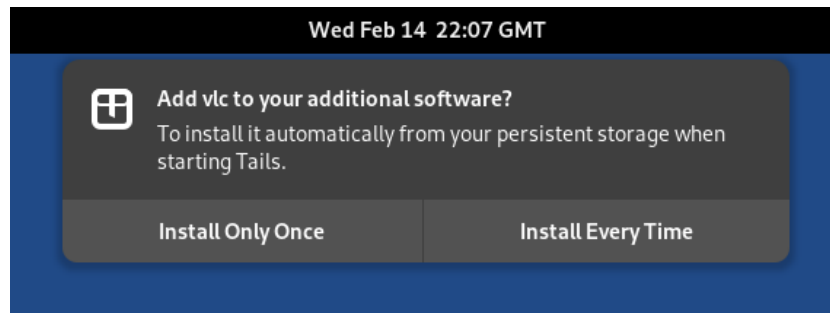 Wed Feb 14 22:07 GMT
Add vlc to your additional software?
To install it automatically from your persistent storage when
starting Tails.
Install Only Once
Install Every Time